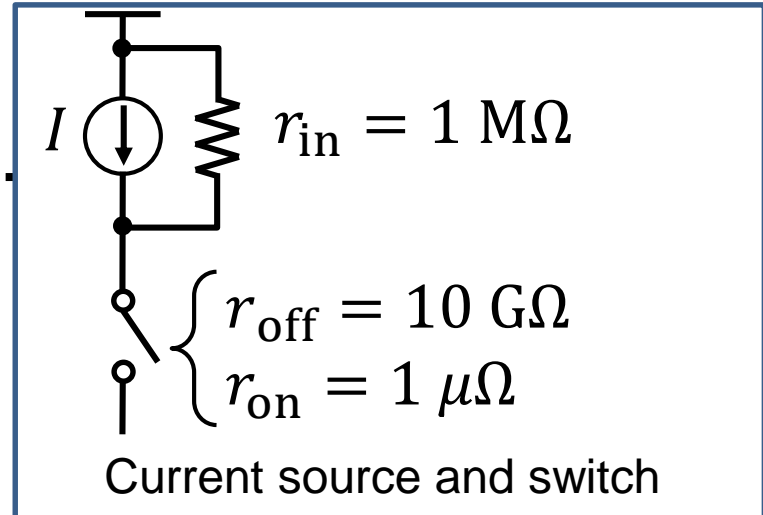 I
r_in = 1 MΩ
r_off = 10 GΩ
r_on = 1 μΩ
Current source and switch